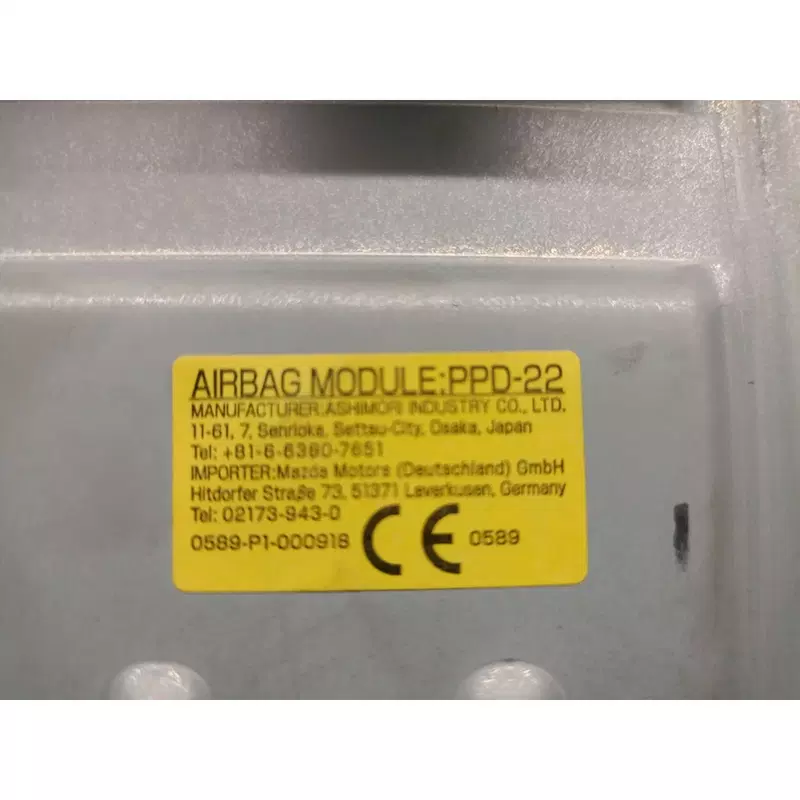 AIRBAG MODULE:PPD-22
MANUFACTURER:ASHIMORI INDUSTRY CO., LTD.
11-61, 7, Senrioka, Settsu-City, Osaka, Japan
Tel: +81-6-6380-7651
IMPORTER:Mazda Motors (Deutschland) GmbH
Hitdorfer Straße 73, 51371 Leverkusen, Germany
Tel: 02173-943-0
0589-P1-000918 CE 0589